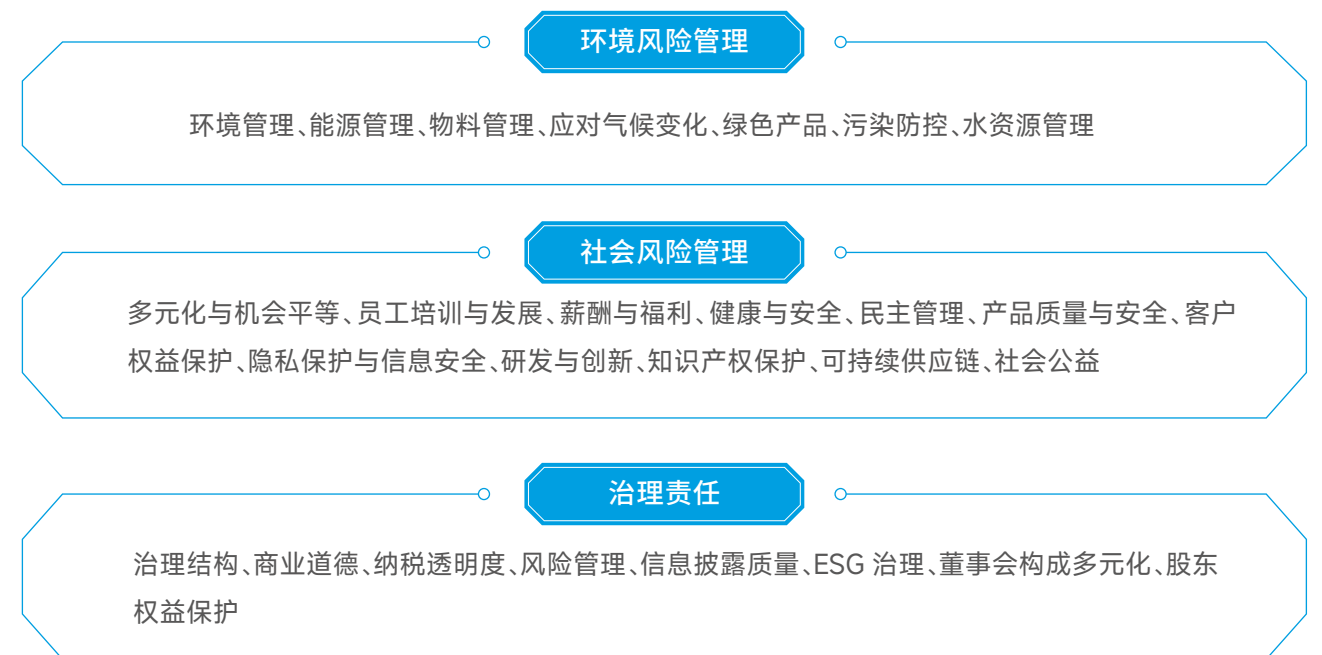 环境风险管理
环境管理、能源管理、物料管理、应对气候变化、绿色产品、污染防控、水资源管理
社会风险管理
多元化与机会平等、员工培训与发展、薪酬与福利、健康与安全、民主管理、产品质量与安全、客户
权益保护、隐私保护与信息安全、研发与创新、知识产权保护、可持续供应链、社会公益
治理责任
治理结构、商业道德、纳税透明度、风险管理、信息披露质量、ESG 治理、董事会构成多元化、股东
权益保护